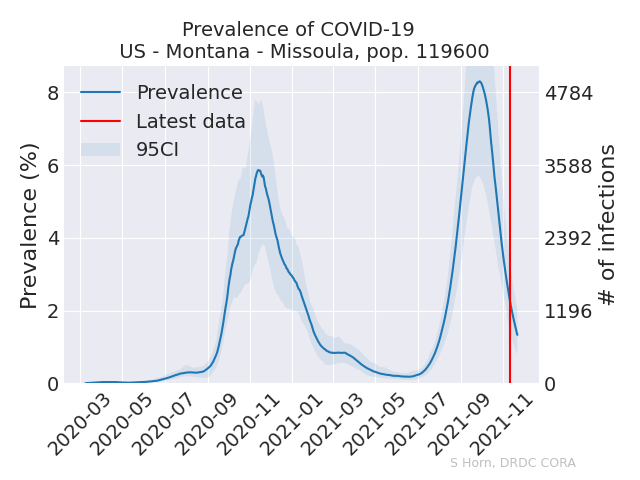 Prevalence of COVID-19
US - Montana - Missoula, pop. 119600
Prevalence
Latest data
95CI
Prevalence (%)
8
6
4
2
0
4784
3588
2392
1196
0
# of infections
2020-03
2020-05
2020-07
2020-09
2020-11
2021-01
2021-03
2021-05
2021-07
2021-09
2021-11
S Horn, DRDC CORA